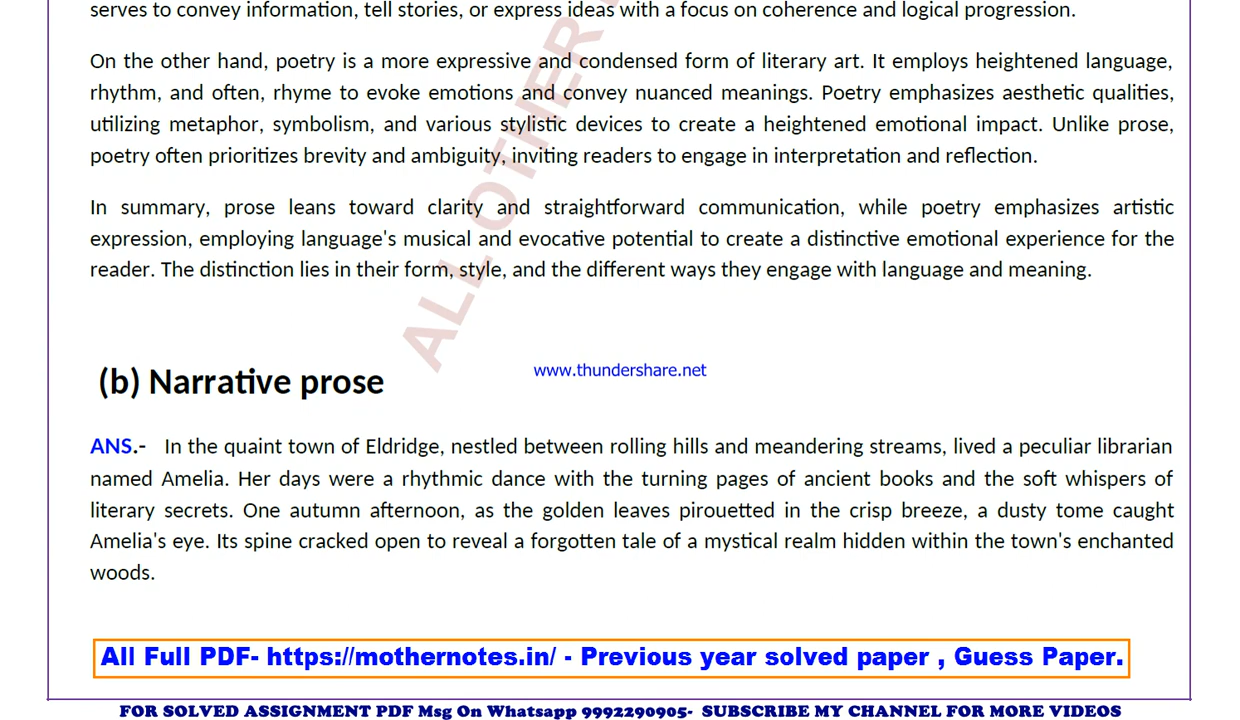 serves to convey information, tell stories, or express ideas with a focus on coherence and logical progression.
On the other hand, poetry is a more expressive and condensed form of literary art. It employs heightened language,
rhythm, and often, rhyme to evoke emotions and convey nuanced meanings. Poetry emphasizes aesthetic qualities,
utilizing metaphor, symbolism, and various stylistic devices to create a heightened emotional impact. Unlike prose,
poetry often prioritizes brevity and ambiguity, inviting readers to engage in interpretation and reflection.
In summary, prose leans toward clarity and straightforward communication, while poetry emphasizes artistic
expression, employing language's musical and evocative potential to create a distinctive emotional experience for the
reader. The distinction lies in their form, style, and the different ways they engage with language and meaning.
ALL OTHER
(b) Narrative prose
www.thundershare.net
ANS.- In the quaint town of Eldridge, nestled between rolling hills and meandering streams, lived a peculiar librarian
named Amelia. Her days were a rhythmic dance with the turning pages of ancient books and the soft whispers of
literary secrets. One autumn afternoon, as the golden leaves pirouetted in the crisp breeze, a dusty tome caught
Amelia's eye. Its spine cracked open to reveal a forgotten tale of a mystical realm hidden within the town's enchanted
woods.
All Full PDF- https://mothernotes.in/ - Previous year solved paper , Guess Paper.
FOR SOLVED ASSIGNMENT PDF Msg On Whatsapp 9992290905- SUBSCRIBE MY CHANNEL FOR MORE VIDEOS